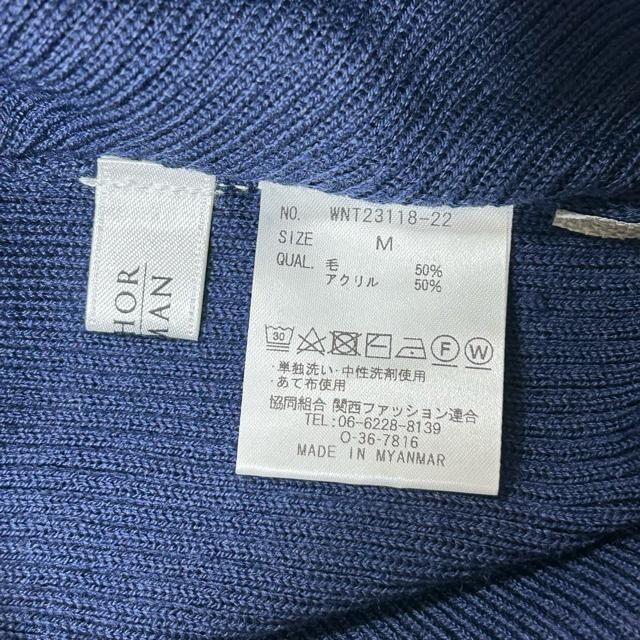 HOR
MAN
NO. WNT23118-22
SIZE M
QUAL. 毛 50%
アクリル 50%
30 F W
・単独洗い・中性洗剤使用
・あて布使用
協同組合 関西ファッション連合
TEL:06-6228-8139
O-36-7816
MADE IN MYANMAR